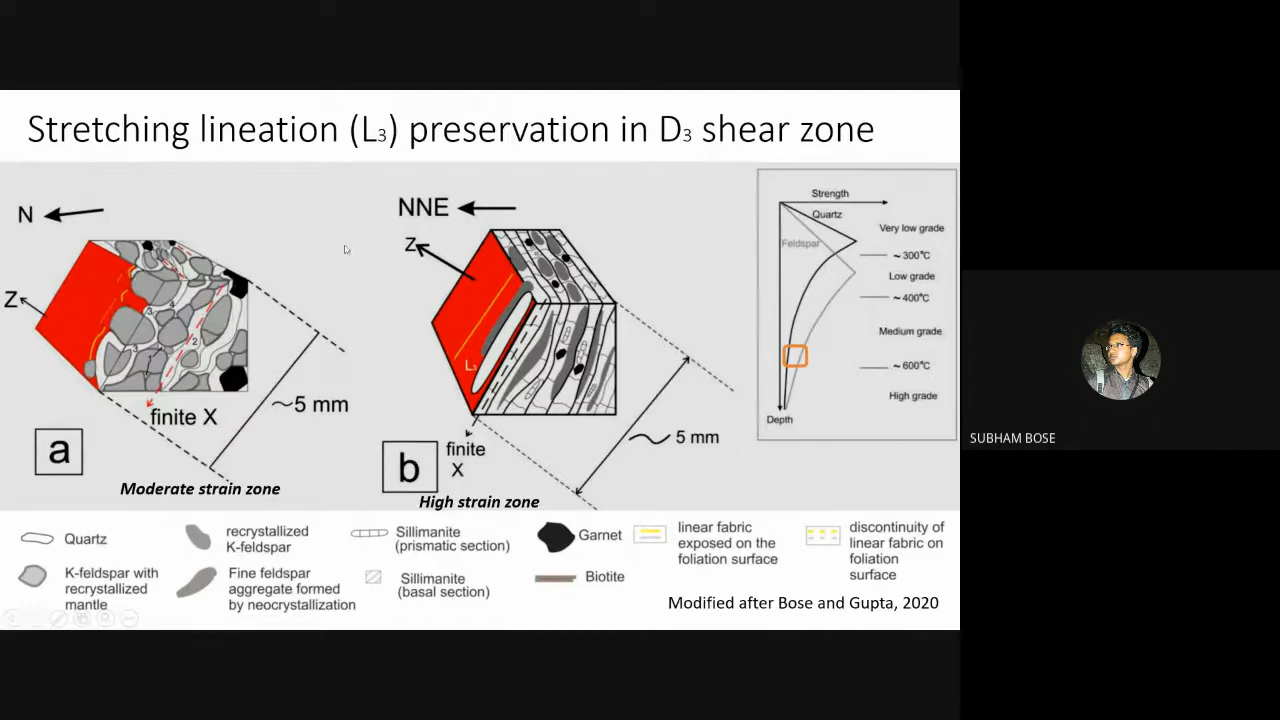 Stretching lineation (L3) preservation in D3 shear zone
N
Z
finite X
~5 mm
a
Moderate strain zone
NNE
Z
L3
finite
X
~ 5 mm
b
High strain zone
Strength
Quartz
Feldspar
Very low grade
~300°C
Low grade
~400°C
Medium grade
~600°C
High grade
Depth
Quartz
K-feldspar with
recrystallized
mantle
recrystallized
K-feldspar
Fine feldspar
aggregate formed
by neocrystallization
Sillimanite
(prismatic section)
Sillimanite
(basal section)
Garnet
Biotite
linear fabric
exposed on the
foliation surface
discontinuity of
linear fabric on
foliation
surface
Modified after Bose and Gupta, 2020
SUBHAM BOSE